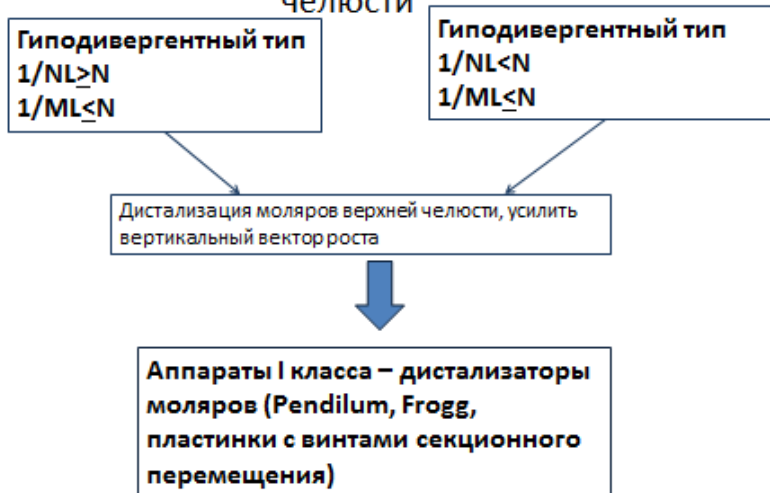 челюсти
Гиподивергентный тип
1/NL≥N
1/ML≤N
Гиподивергентный тип
1/NL<N
1/ML≤N
Дистализация моляров верхней челюсти, усилить
вертикальный вектор роста
Аппараты I класса – дистализаторы
моляров (Pendilum, Frogg,
пластинки с винтами секционного
перемещения)